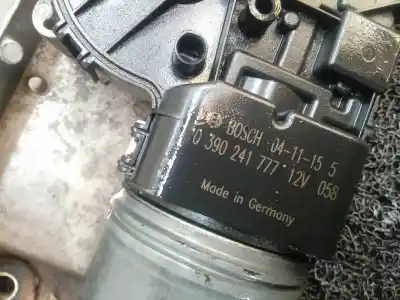 BOSCH 04-11-15 5
0 390 241 777 12V 058
Made in Germany